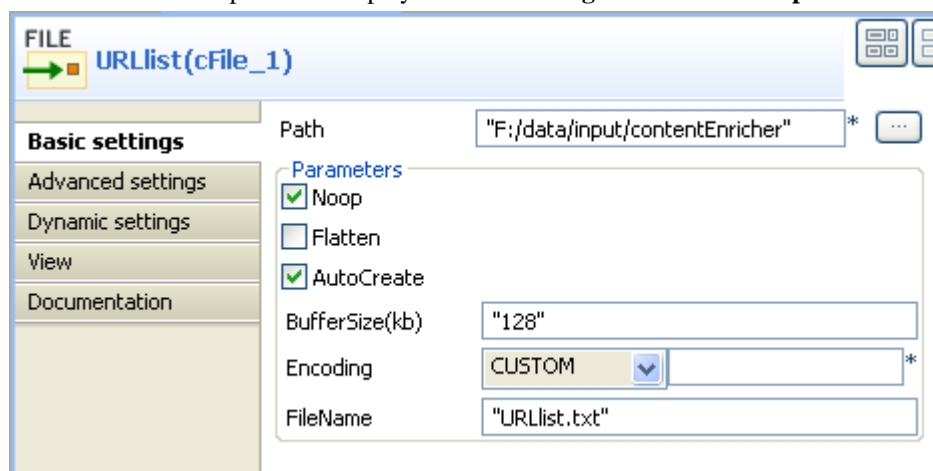 FILE
URLlist(cFile_1)
Basic settings
Advanced settings
Dynamic settings
View
Documentation
Path "F:/data/input/contentEnricher" * ...
Parameters
Noop
Flatten
AutoCreate
BufferSize(kb) "128"
Encoding CUSTOM *
FileName "URLlist.txt"